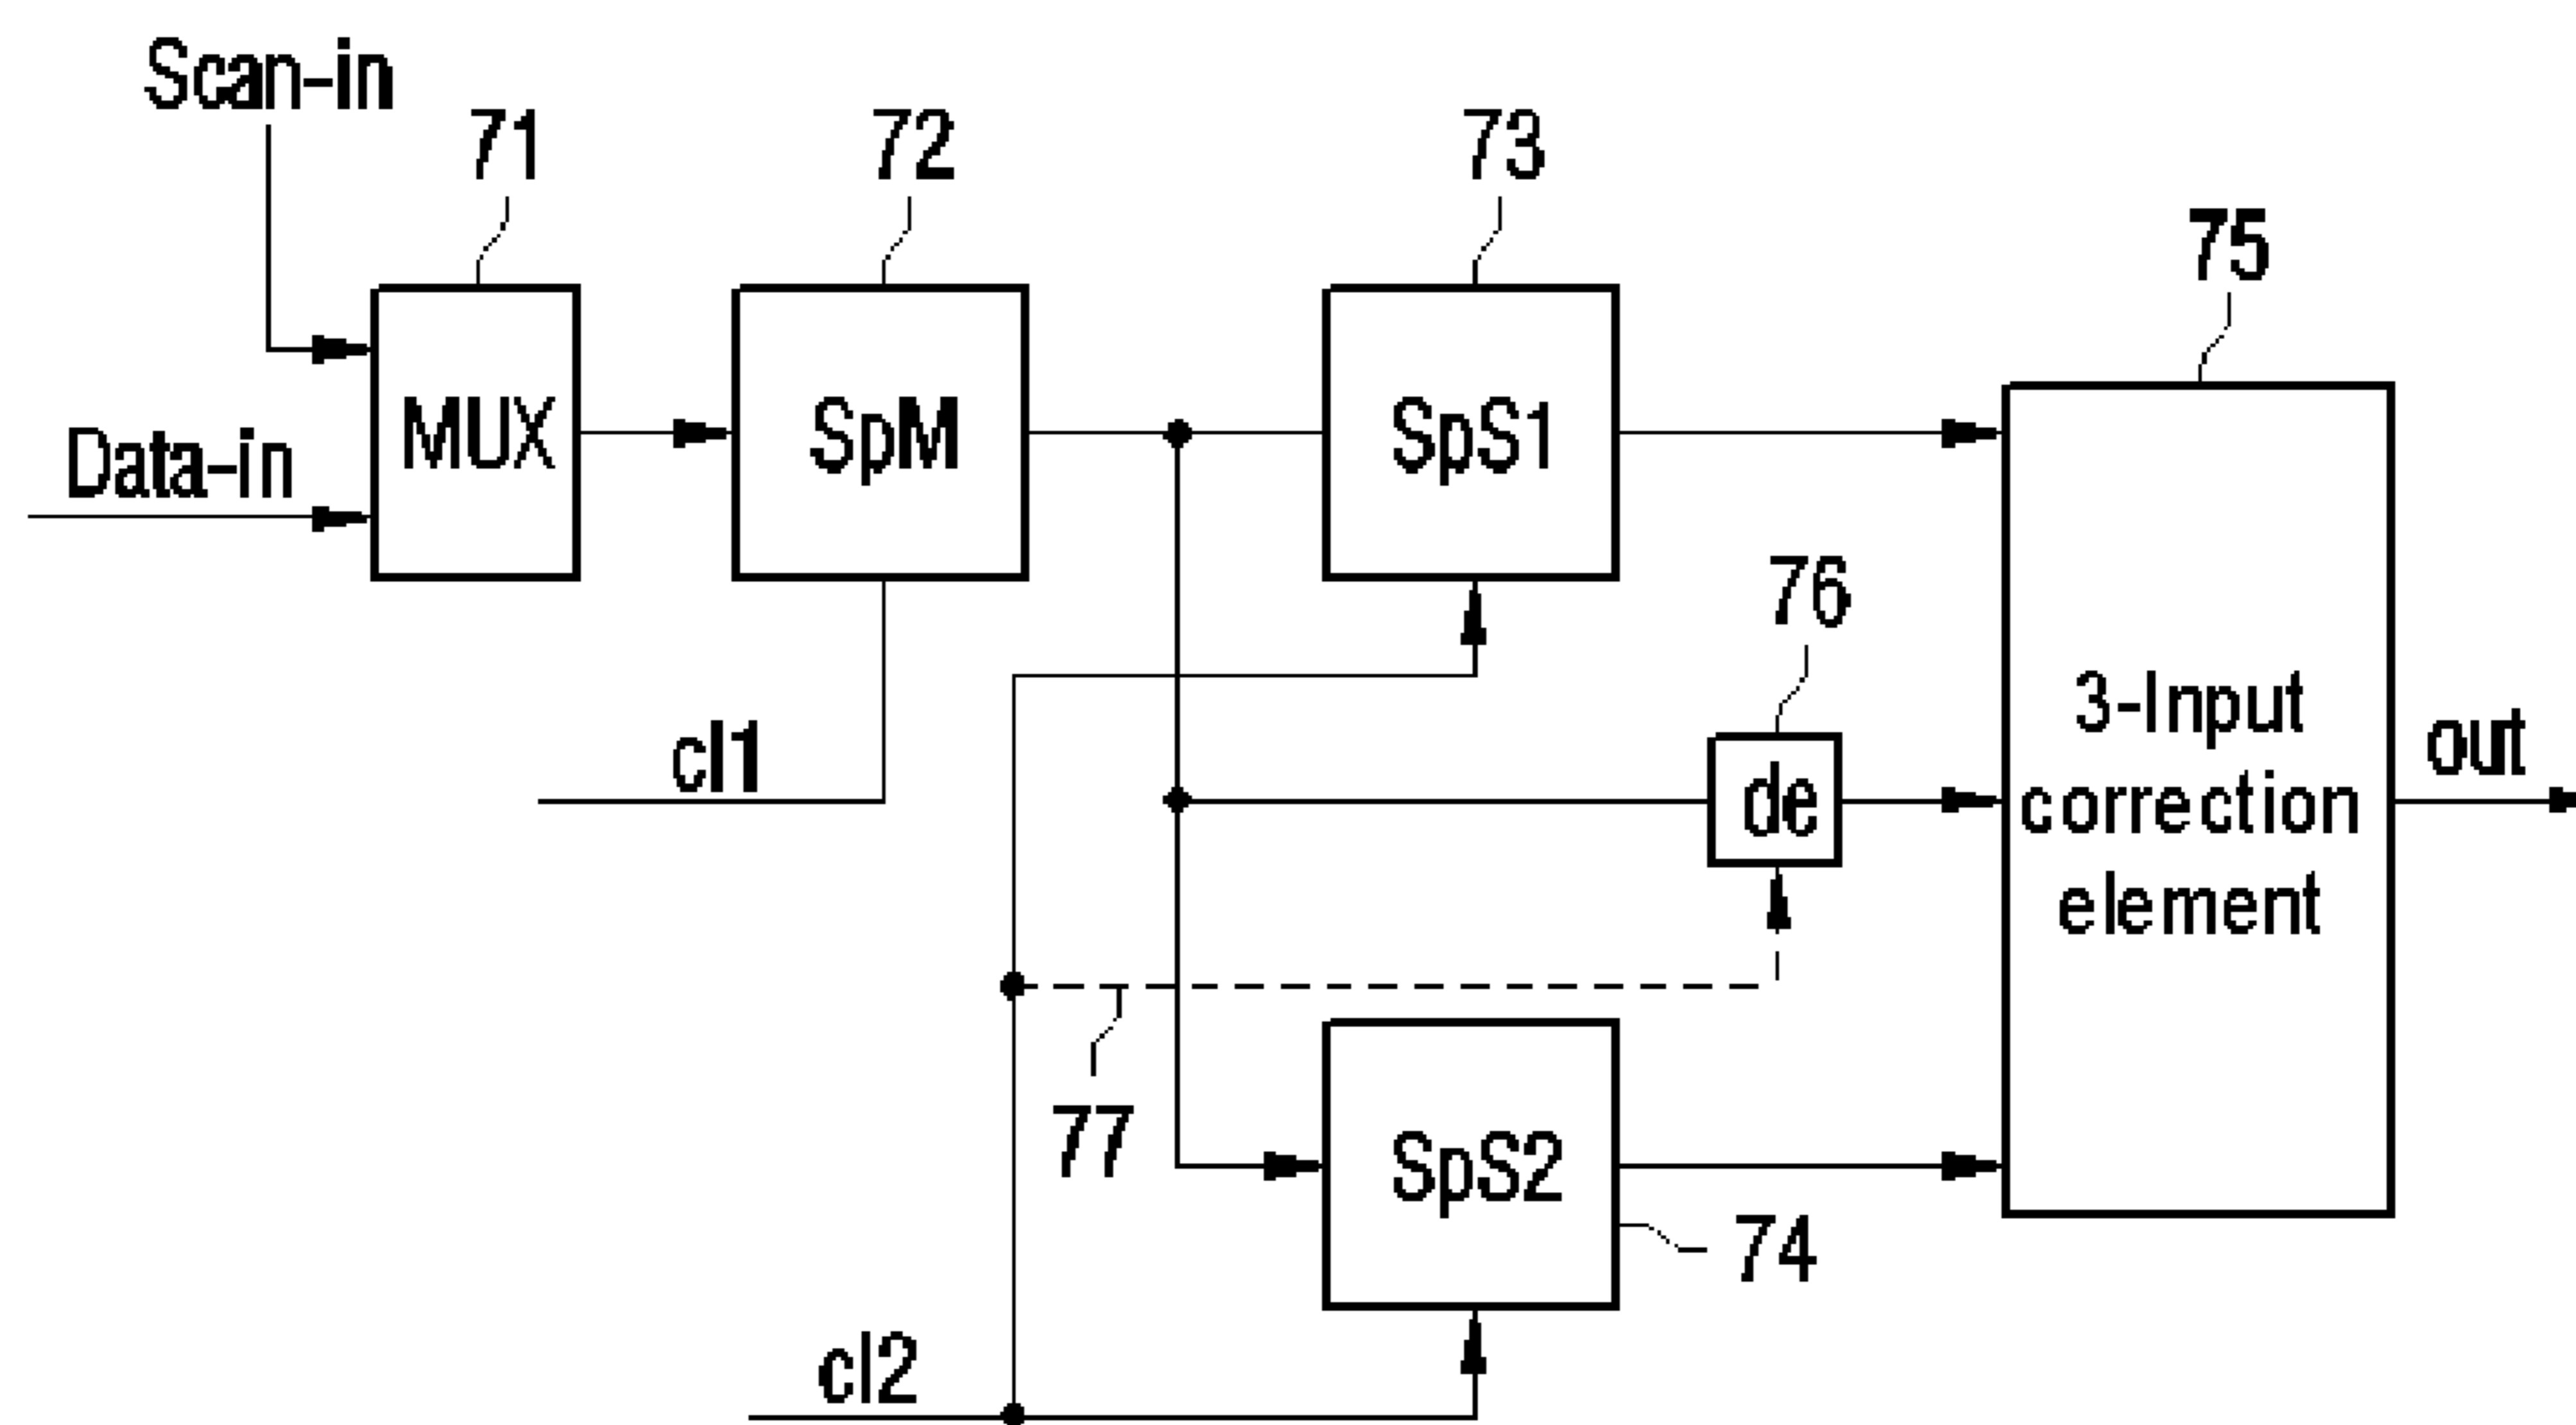 Scan-in
71
72
73
75
Data-in
MUX
SpM
SpS1
76
cl1
de
3-Input
correction
element
out
77
SpS2
74
cl2